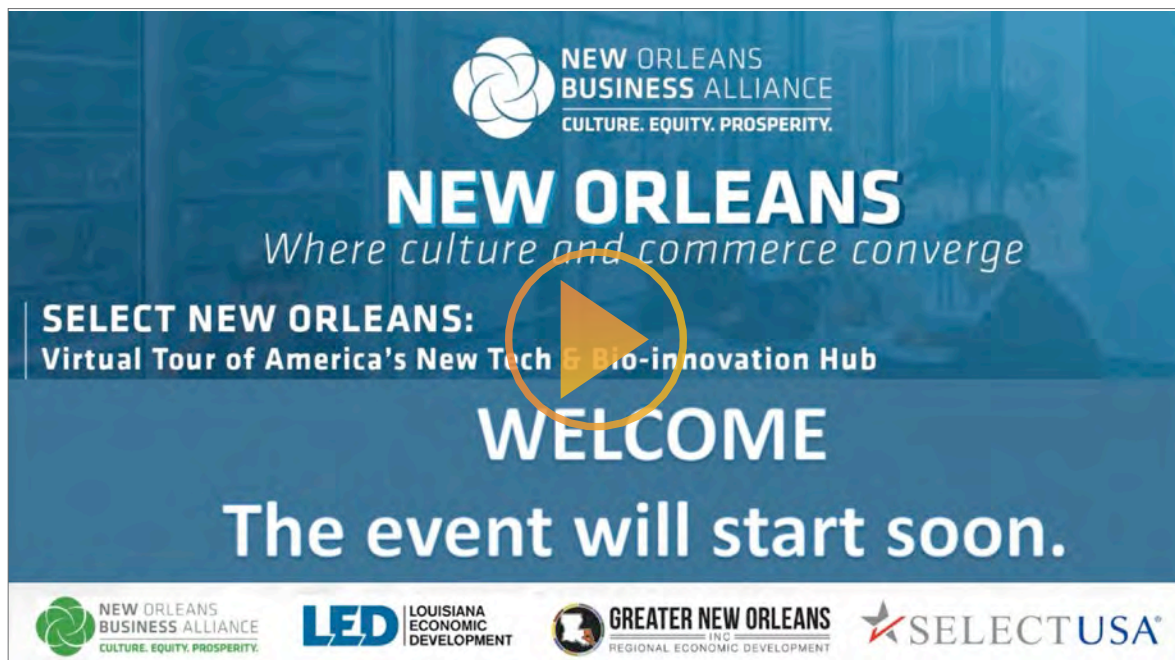 NEW ORLEANS
BUSINESS ALLIANCE
CULTURE. EQUITY. PROSPERITY.
NEW ORLEANS
Where culture and commerce converge
SELECT NEW ORLEANS:
Virtual Tour of America's New Tech & Bio-innovation Hub
WELCOME
The event will start soon.
NEW ORLEANS
BUSINESS ALLIANCE
CULTURE. EQUITY. PROSPERITY.
LED
LOUISIANA
ECONOMIC
DEVELOPMENT
GREATER NEW ORLEANS
INC
REGIONAL ECONOMIC DEVELOPMENT
SELECTUSA®